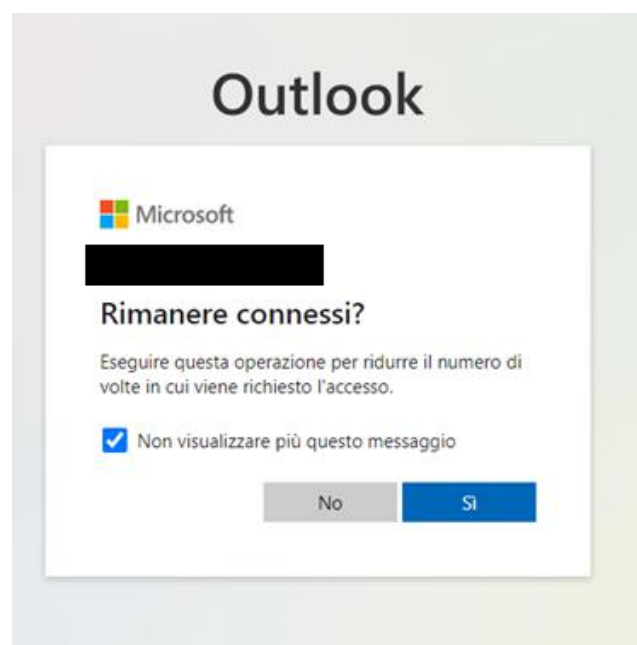 Outlook
Microsoft
Rimanere connessi?
Eseguire questa operazione per ridurre il numero di
volte in cui viene richiesto l'accesso.
Non visualizzare più questo messaggio
No
Sì